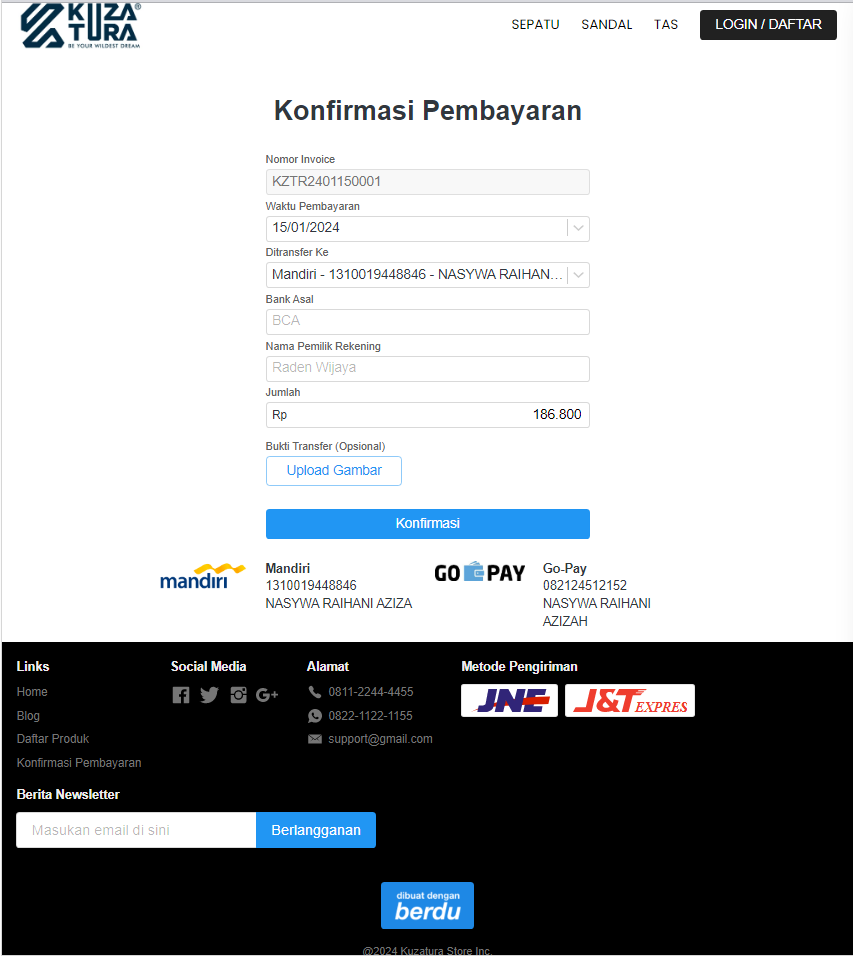 KUZA
TURA®
BE YOUR WILDEST DREAM
SEPATU SANDAL TAS LOGIN / DAFTAR
Konfirmasi Pembayaran
Nomor Invoice
KZTR2401150001
Waktu Pembayaran
15/01/2024
Ditransfer Ke
Mandiri - 1310019448846 - NASYWA RAIHAN...
Bank Asal
BCA
Nama Pemilik Rekening
Raden Wijaya
Jumlah
Rp 186.800
Bukti Transfer (Opsional)
Upload Gambar
Konfirmasi
mandiri
Mandiri
1310019448846
NASYWA RAIHANI AZIZA
GO PAY
Go-Pay
082124512152
NASYWA RAIHANI
AZIZAH
Links
Home
Blog
Daftar Produk
Konfirmasi Pembayaran
Social Media
Alamat
0811-2244-4455
0822-1122-1155
support@gmail.com
Metode Pengiriman
JNE
J&T EXPRES
Berita Newsletter
Masukan email di sini
Berlangganan
dibuat dengan
berdu
@2024 Kuzatura Store Inc.